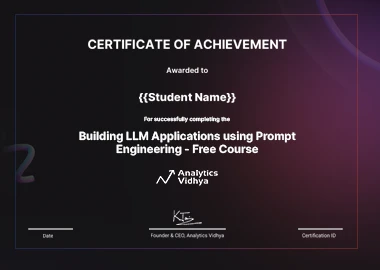 CERTIFICATE OF ACHIEVEMENT
Awarded to
{{Student Name}}
For successfully completing the
Building LLM Applications using Prompt
Engineering - Free Course
Analytics
Vidhya
Date
Founder & CEO, Analytics Vidhya
Certification ID